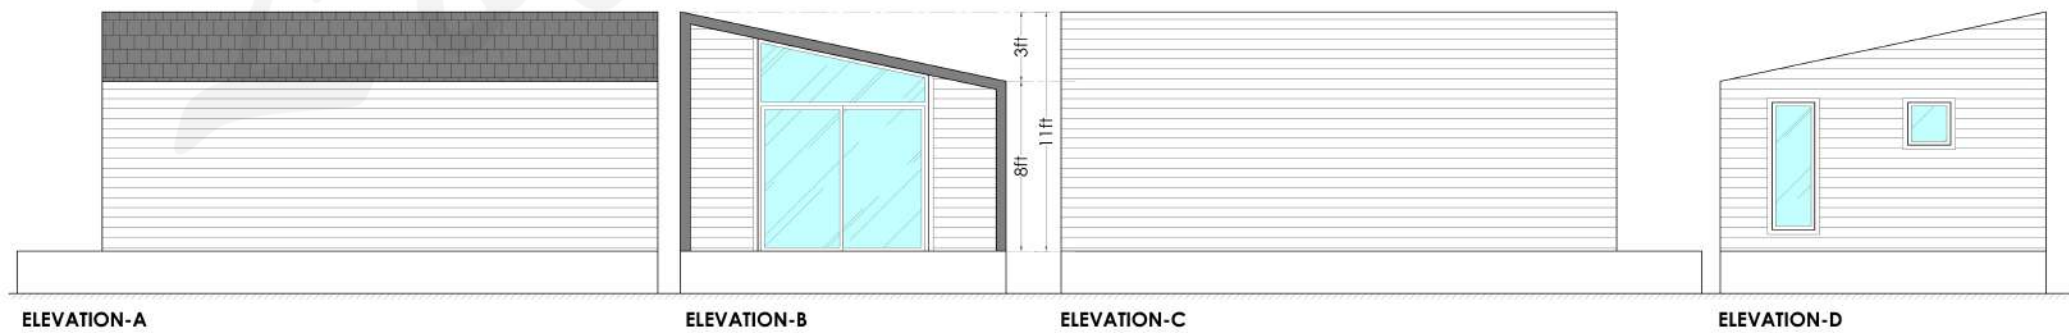 3ft
11ft
8ft
ELEVATION-A
ELEVATION-B
ELEVATION-C
ELEVATION-D